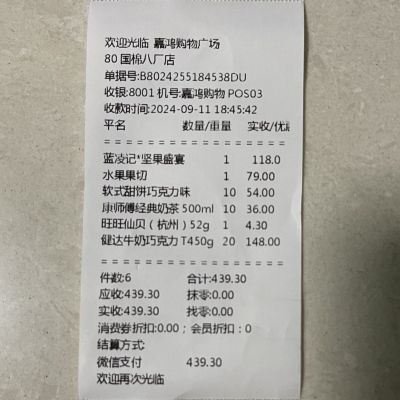 欢迎光临 嘉鸿购物广场
80 国棉八厂店
单据号:B8024255184538DU
收银:8001 机号:嘉鸿购物 POS03
收款时间:2024-09-11 18:45:42
平名 数量/重量 实收/优
蓝凌记*坚果盛宴 1 118.0
水果果切 1 79.00
软式甜饼巧克力味 10 54.00
康师傅经典奶茶 500ml 10 36.00
旺旺仙贝（杭州）52g 1 4.30
健达牛奶巧克力 T450g 20 148.00
件数:6 合计:439.30
应收:439.30 抹零:0.00
实收:439.30 找零:0.00
消费券折扣:0.00; 会员折扣: 0
结算方式:
微信支付 439.30
欢迎再次光临